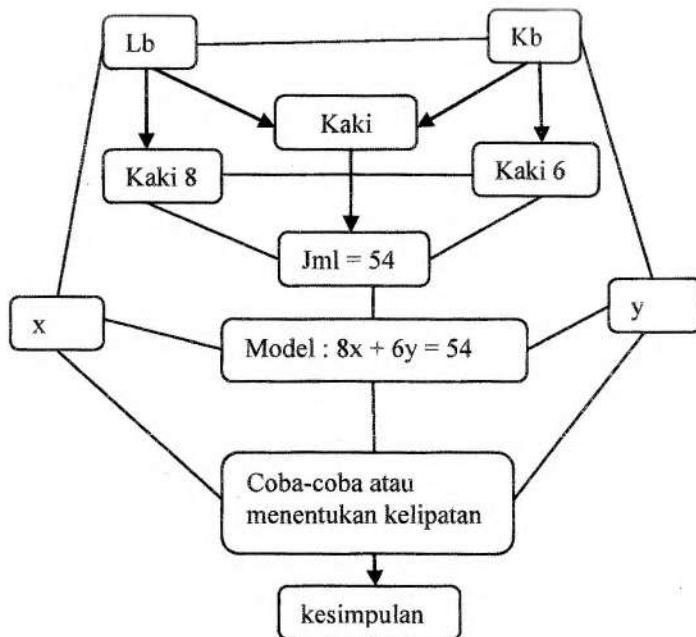 Lb
Kb
Kaki
Kaki 8
Kaki 6
Jml = 54
x
y
Model : 8x + 6y = 54
Coba-coba atau
menentukan kelipatan
kesimpulan